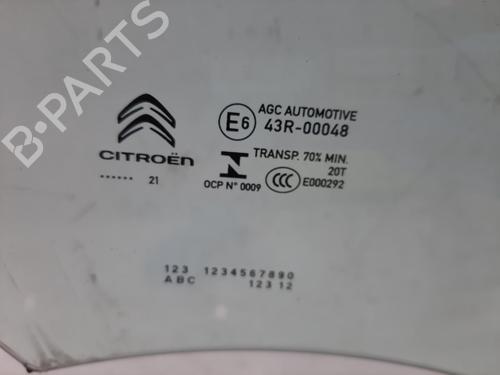 CITROËN
...... 21
E6
AGC AUTOMOTIVE
43R-00048
TRANSP. 70% MIN.
20T
OCP N° 0009
CCC
E000292
123 1234567890
ABC 123 12
B-PARTS